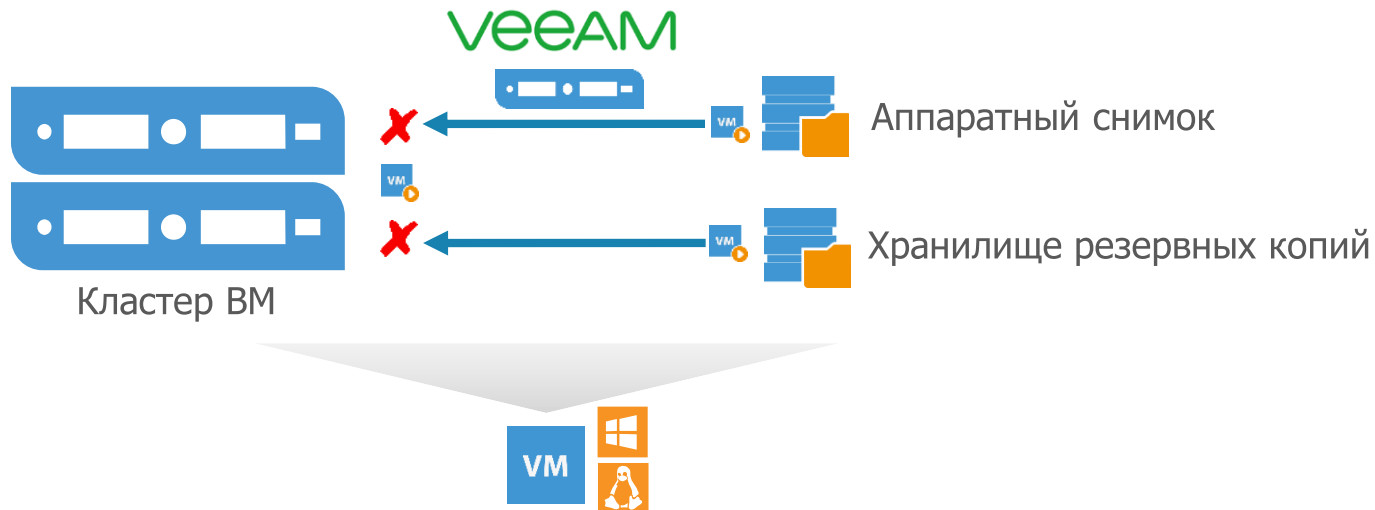 veeAM
VM
Аппаратный снимок
VM
VM
Хранилище резервных копий
Кластер ВМ
VM